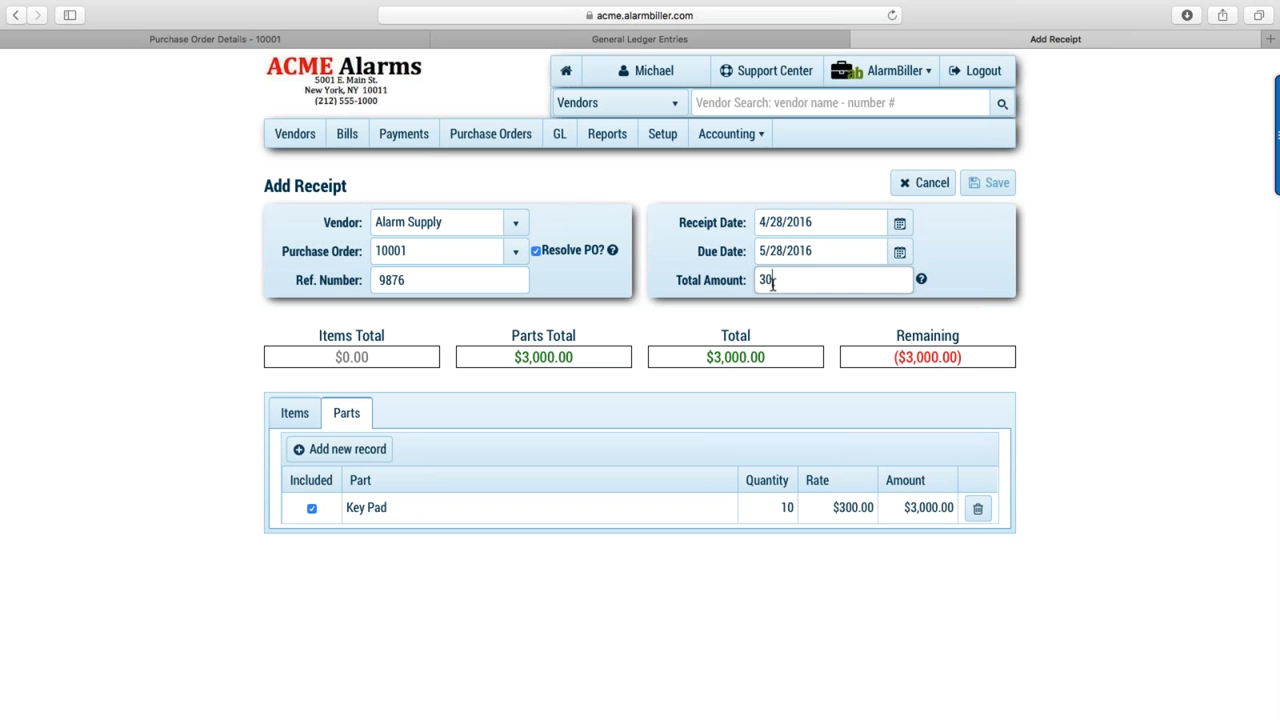 acme.alarmbiller.com
Purchase Order Details - 10001
General Ledger Entries
Add Receipt
ACME Alarms
5001 E. Main St.
New York, NY 10011
(212) 555-1000
Michael
Support Center
ab
AlarmBiller
Logout
Vendors
Vendor Search: vendor name - number #
Vendors
Bills
Payments
Purchase Orders
GL
Reports
Setup
Accounting
Add Receipt
Cancel
Save
Vendor: Alarm Supply
Purchase Order: 10001 Resolve PO?
Ref. Number: 9876
Receipt Date: 4/28/2016
Due Date: 5/28/2016
Total Amount: 30
Items Total Parts Total Total Remaining
$0.00 $3,000.00 $3,000.00 ($3,000.00)
Items Parts
Add new record
Included Part Quantity Rate Amount
Key Pad 10 $300.00 $3,000.00